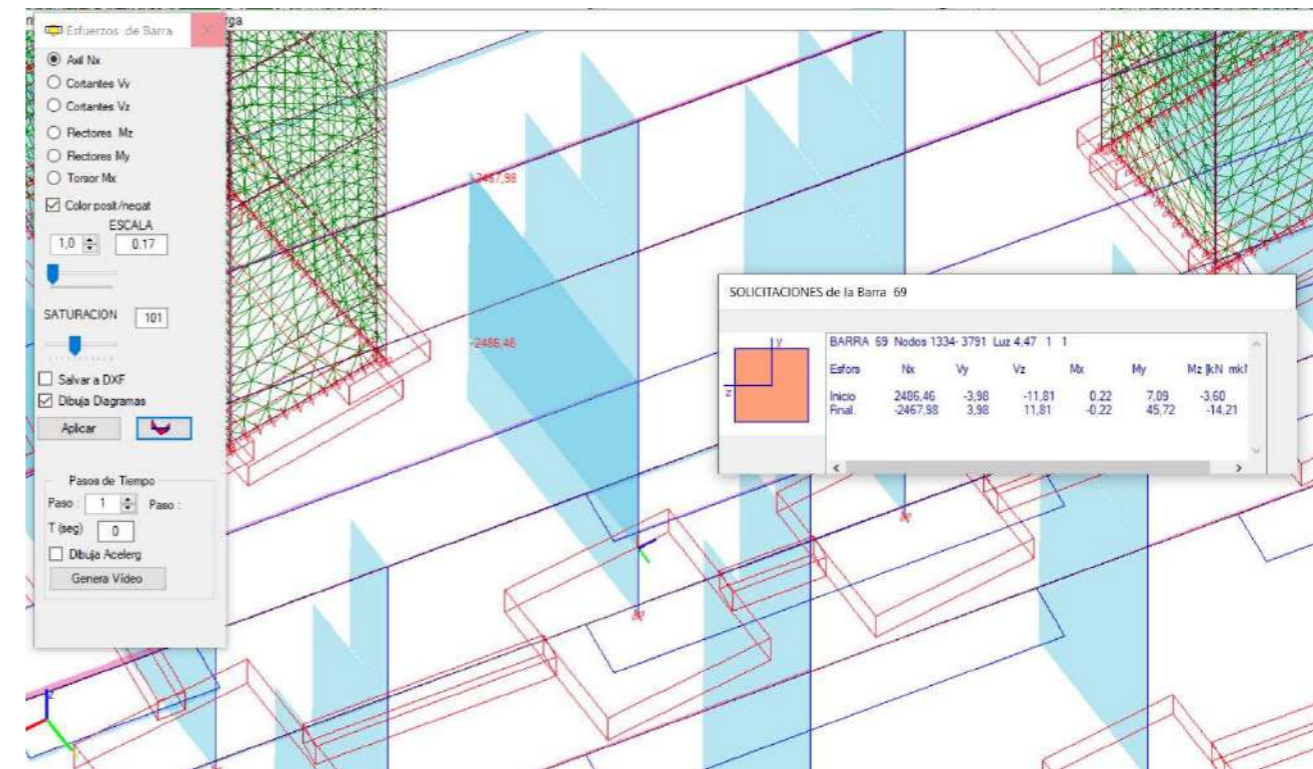 rga
Esfuerzos de Barra
Axil Nx
Cortantes Vy
Cortantes Vz
Flectores Mz
Flectores My
Torsor Mx
Color posit/negat
ESCALA
1,0 0.17
SATURACION 101
Salvar a DXF
Dibuja Diagramas
Aplicar
Pasos de Tiempo
Paso : 1 Paso :
T (seg) 0
Dibuja Acelerg
Genera Vídeo
-2467,98
-2486,46
SOLICITACIONES de la Barra 69
y
z
BARRA 69 Nodos 1334- 3791 Luz 4,47 1 1
Esfors Nx Vy Vz Mx My Mz [kN mk
Inicio 2486,46 -3,98 -11,81 0,22 7,09 -3,60
Final. -2467,98 3,98 11,81 -0,22 45,72 -14,21
z